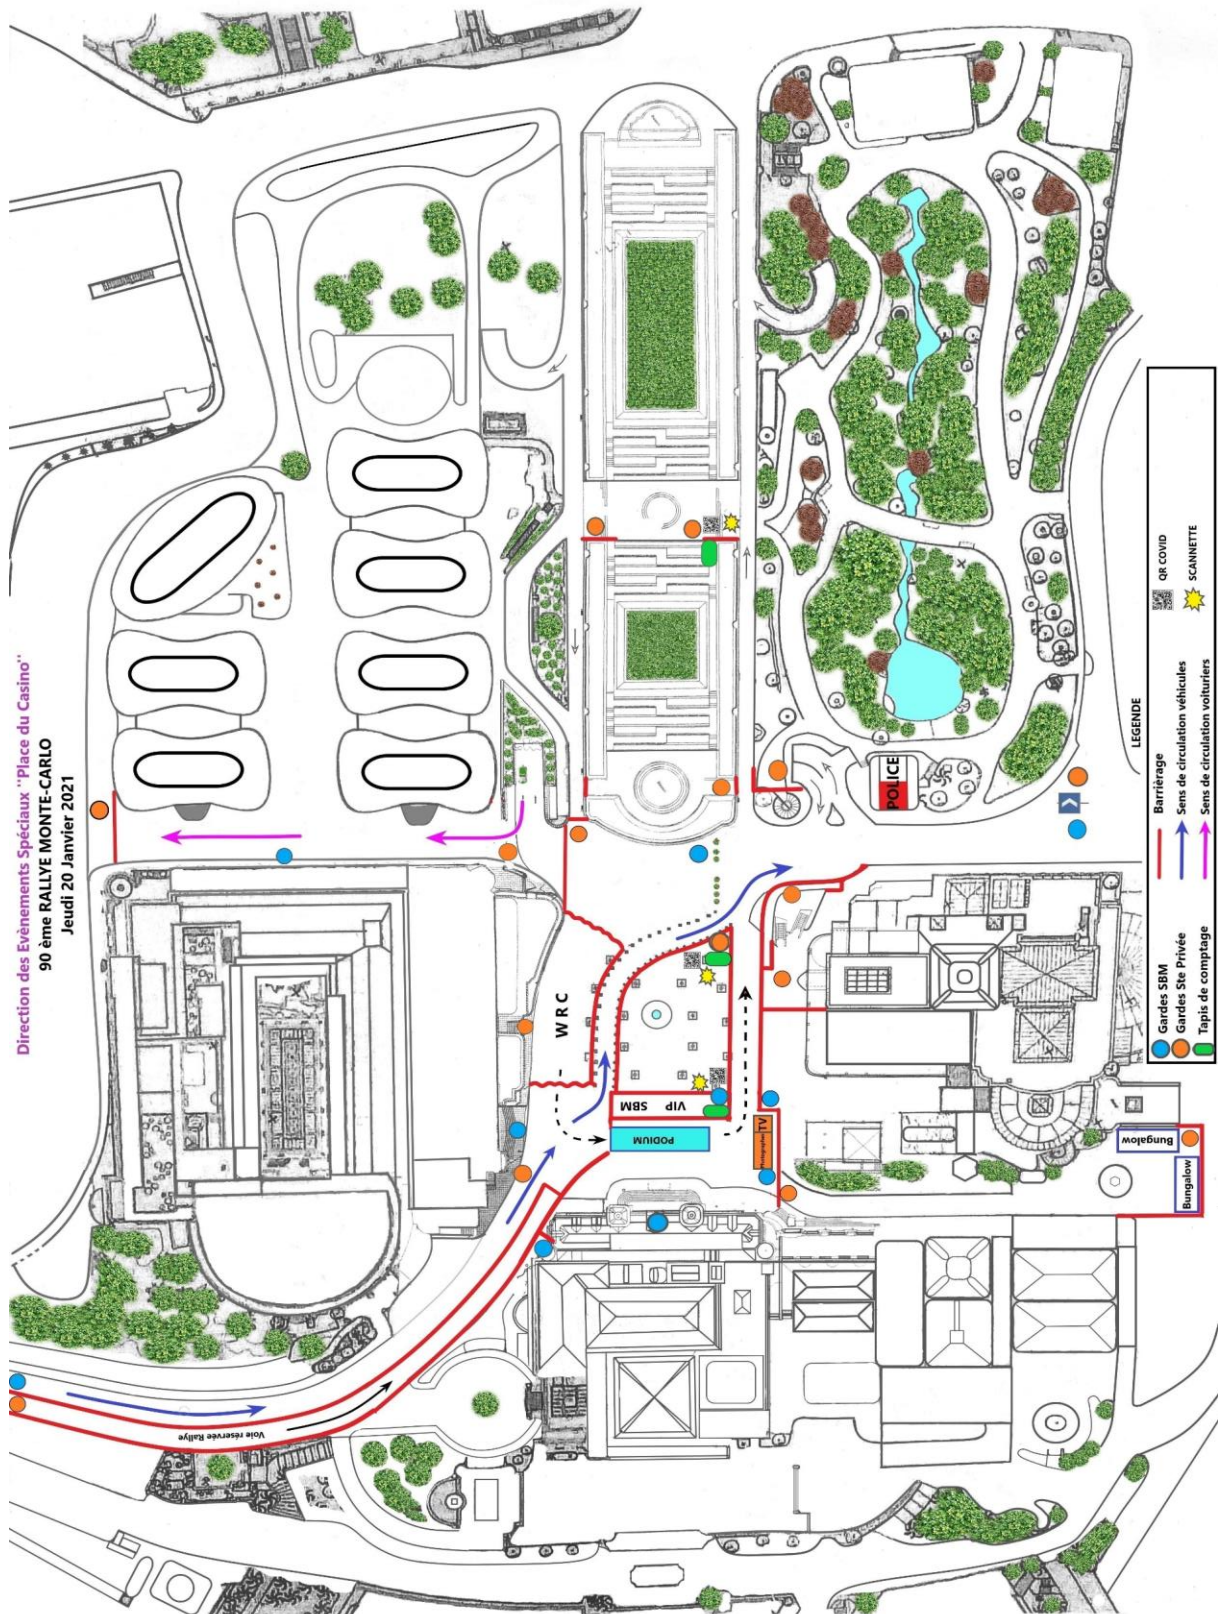 Direction des Evènements Spéciaux "Place du Casino"
90 ème RALLYE MONTE-CARLO
Jeudi 20 Janvier 2021
POLICE
W R C
VIP SBM
PODIUM
Photographes
TV
Bungalow
Bungalow
Voie réservée Rallye
LEGENDE
Gardes SBM
Gardes Ste Privée
Tapis de comptage
Barrièrage
Sens de circulation véhicules
Sens de circulation voituriers
QR COVID
SCANNETTE